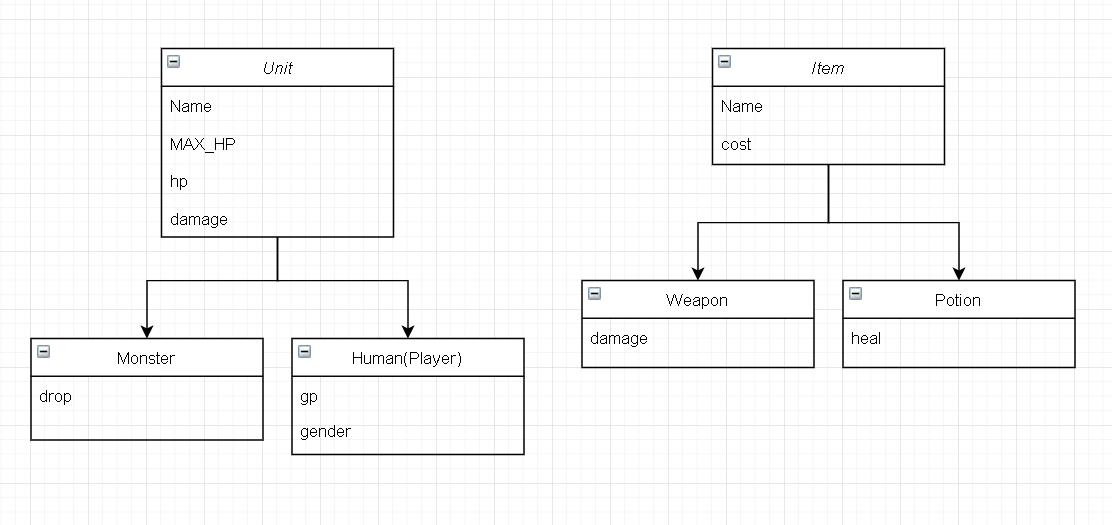 Unit
Name
MAX_HP
hp
damage
Monster
drop
Human(Player)
gp
gender
Item
Name
cost
Weapon
damage
Potion
heal